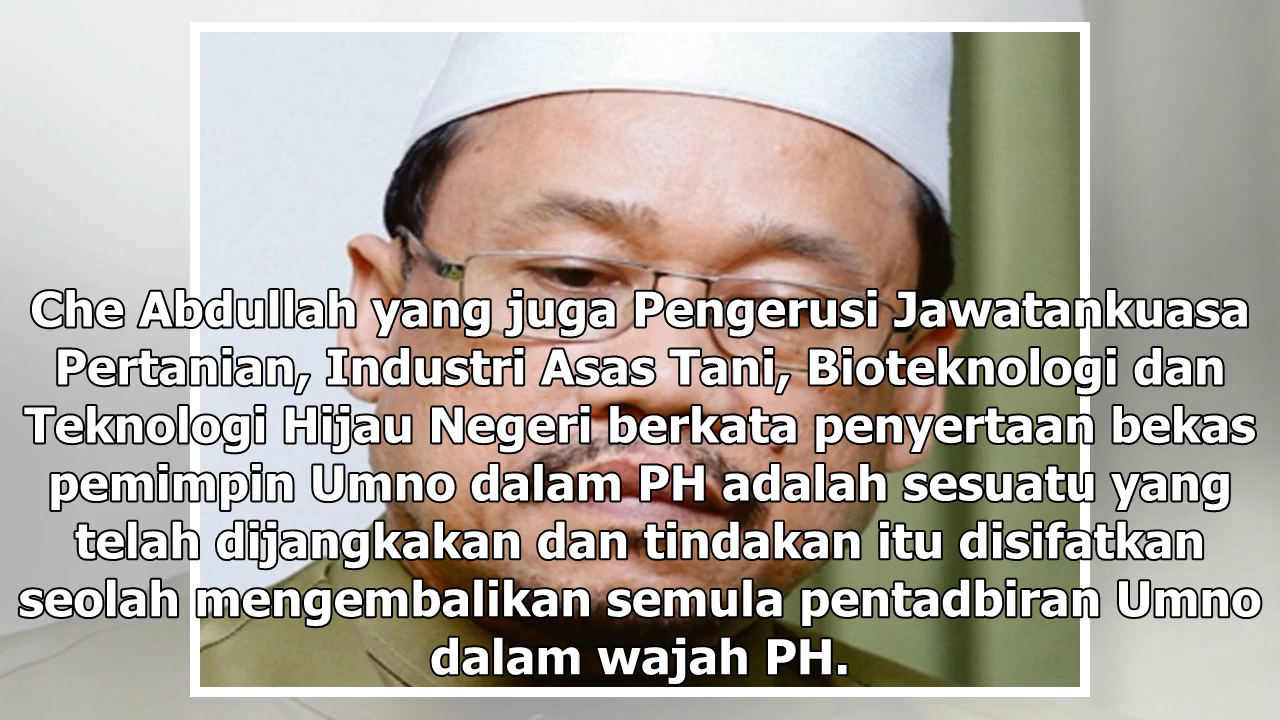 Che Abdullah yang juga Pengerusi Jawatankuasa
Pertanian, Industri Asas Tani, Bioteknologi dan
Teknologi Hijau Negeri berkata penyertaan bekas
pemimpin Umno dalam PH adalah sesuatu yang
telah dijangkakan dan tindakan itu disifatkan
seolah mengembalikan semula pentadbiran Umno
dalam wajah PH.